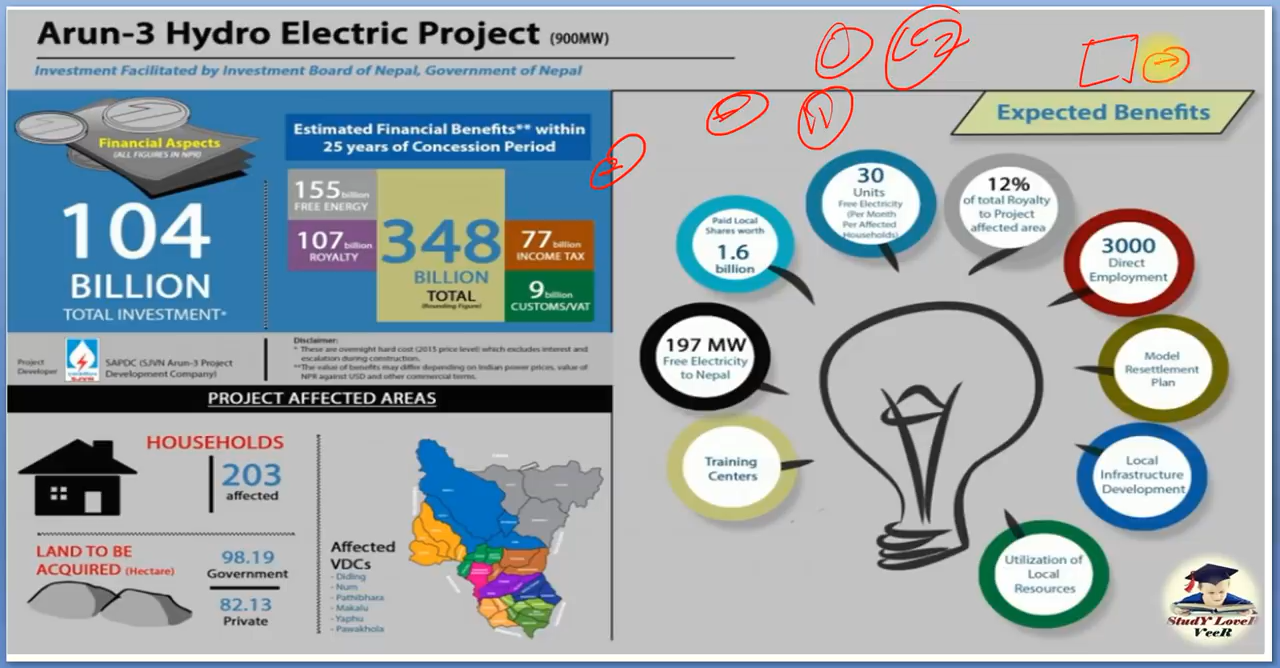 Arun-3 Hydro Electric Project (900MW)
Investment Facilitated by Investment Board of Nepal, Government of Nepal
Financial Aspects
(ALL FIGURES IN NPR)
104
BILLION
TOTAL INVESTMENT*
Estimated Financial Benefits** within
25 years of Concession Period
155 billion
FREE ENERGY
107 billion
ROYALTY
348
BILLION
TOTAL
(Rounding Figure)
77 billion
INCOME TAX
9 billion
CUSTOMS/VAT
Project
Developer
SJVN
SAPDC (SJVN Arun-3 Project
Development Company)
Disclaimer:
* These are overnight hard cost (2015 price level) which excludes interest and
escalation during construction.
**The value of benefits may differ depending on Indian power prices, value of
NPR against USD and other commercial terms.
PROJECT AFFECTED AREAS
HOUSEHOLDS
203
affected
LAND TO BE
ACQUIRED (Hectare)
98.19
Government
82.13
Private
Affected
VDCs
- Diding
- Num
- Pathibhara
- Makalu
- Yaphu
- Pawakhola
Expected Benefits
Paid Local
Shares worth
1.6
billion
30
Units
Free Electricity
(Per Month
Per Affected
Households)
12%
of total Royalty
to Project
affected area
3000
Direct
Employment
197 MW
Free Electricity
to Nepal
Model
Resettlement
Plan
Training
Centers
Local
Infrastructure
Development
Utilization of
Local
Resources
StudY LoveR
VeeR